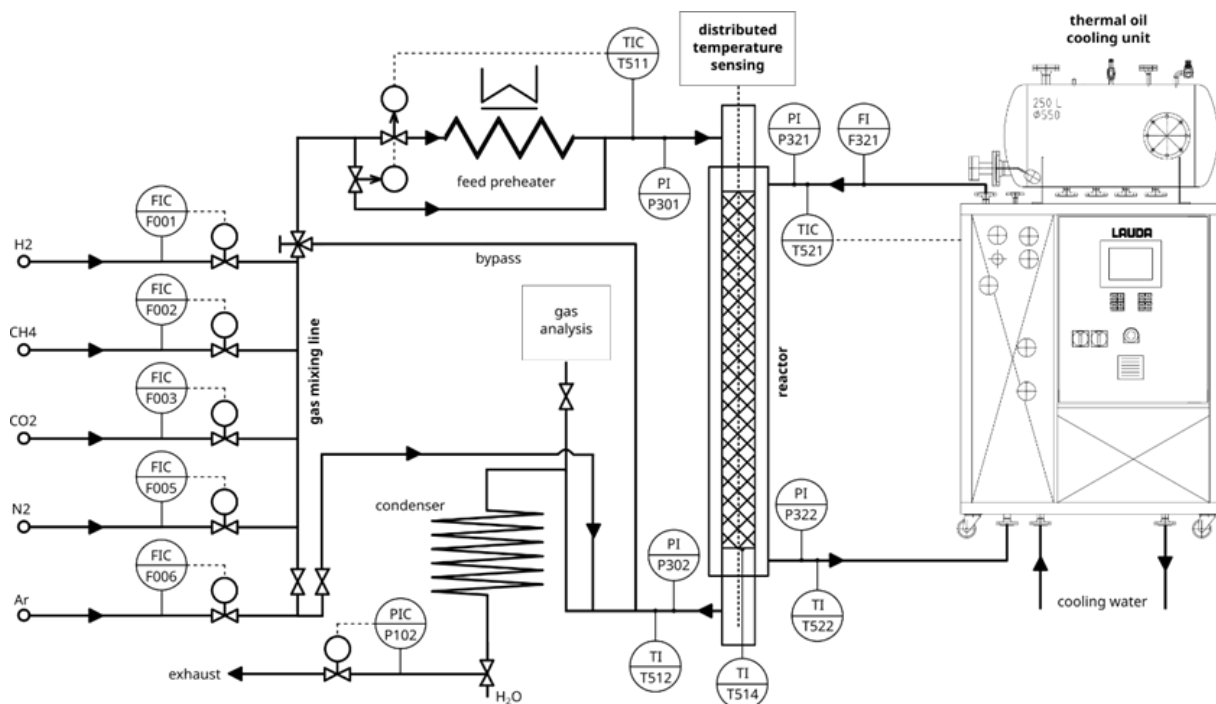 distributed
temperature
sensing
thermal oil
cooling unit
TIC
T511
250 L
Ø550
feed preheater
PI
P301
PI
P321
FI
F321
TIC
T521
LAUDA
FIC
F001
H2
bypass
FIC
F002
CH4
gas
analysis
gas mixing line
reactor
FIC
F003
CO2
FIC
F005
N2
condenser
PI
P322
FIC
F006
Ar
PI
P302
PIC
P102
TI
T512
TI
T514
TI
T522
cooling water
exhaust
H₂O